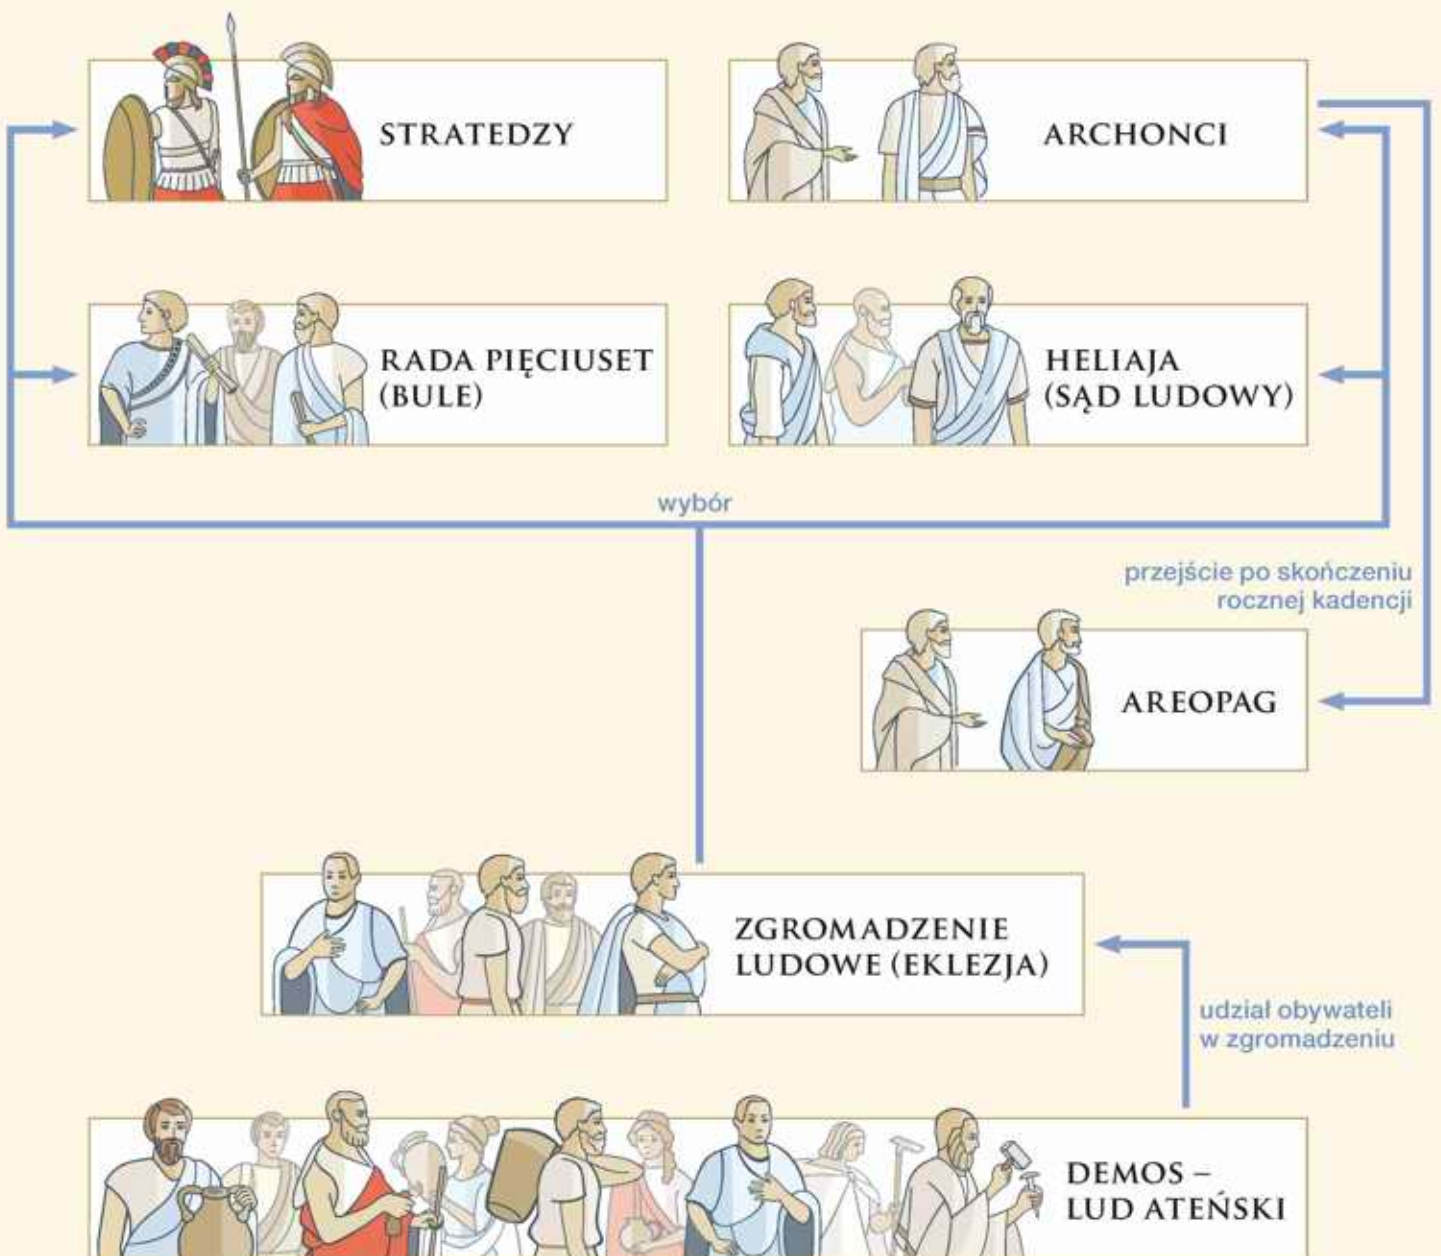 STRATEDZY
ARCHONCI
RADA PIĘCIUSET
(BULE)
HELIAJA
(SĄD LUDOWY)
wybór
przejście po skończeniu
rocznej kadencji
AREOPAG
ZGROMADZENIE
LUDOWE (EKLEZJA)
udział obywateli
w zgromadzeniu
DEMOS –
LUD ATEŃSKI